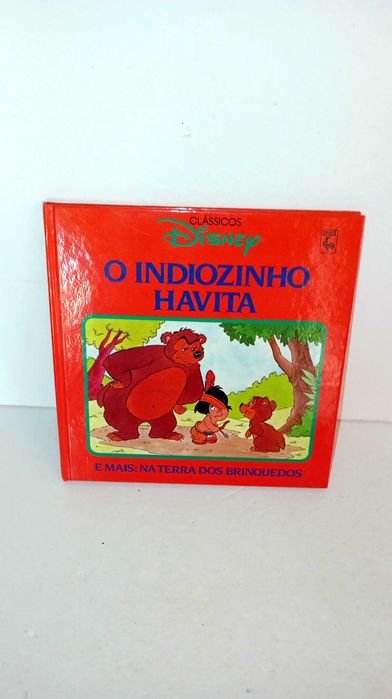 CLÁSSICOS
Disney
O INDIOZINHO
HAVITA
E MAIS: NA TERRA DOS BRINQUEDOS